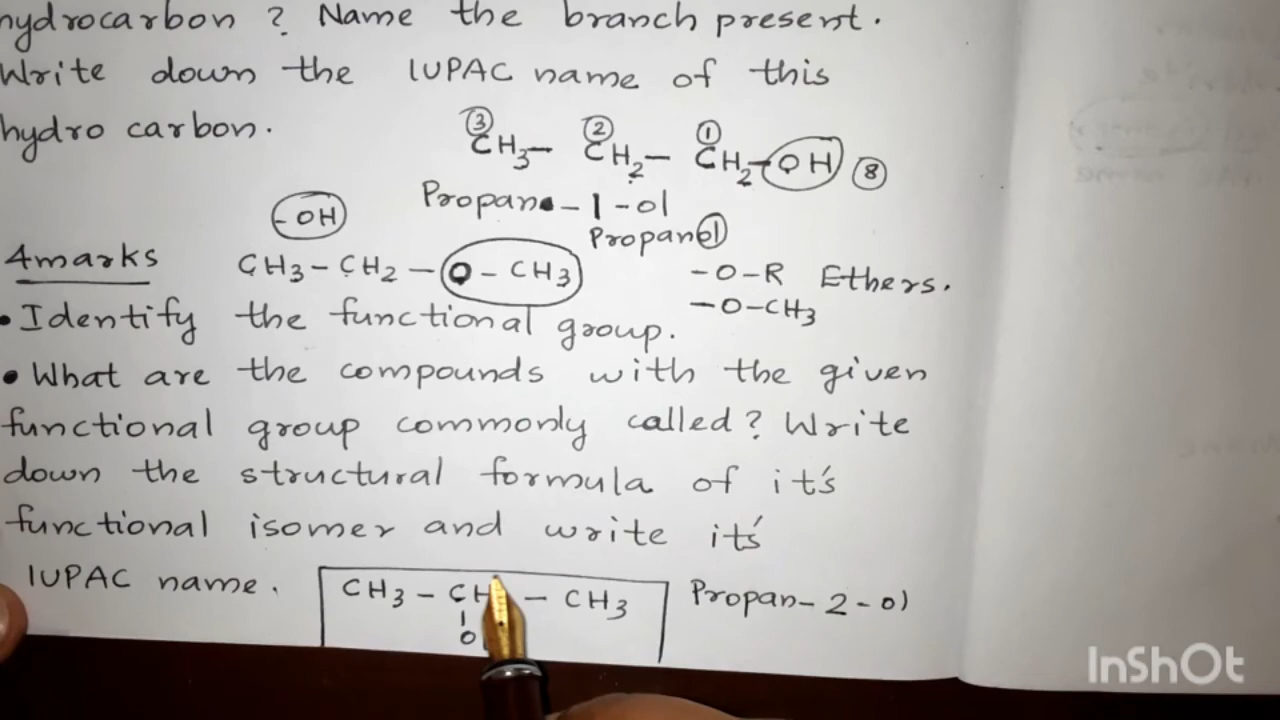 hydrocarbon ? Name the branch present.
Write down the IUPAC name of this
hydro carbon.
③ ② ①
CH3 - CH2 - CH2 - OH ⑧
Propan - 1 - ol
- OH
Propanol
4marks CH3 - CH2 - O - CH3 - O - R Ethers.
- O - CH3
• Identify the functional group.
• What are the compounds with the given
functional group commonly called? Write
down the structural formula of it's
functional isomer and write it's
IUPAC name. CH3 - CH - CH3 Propan - 2 - ol
O
InShOt